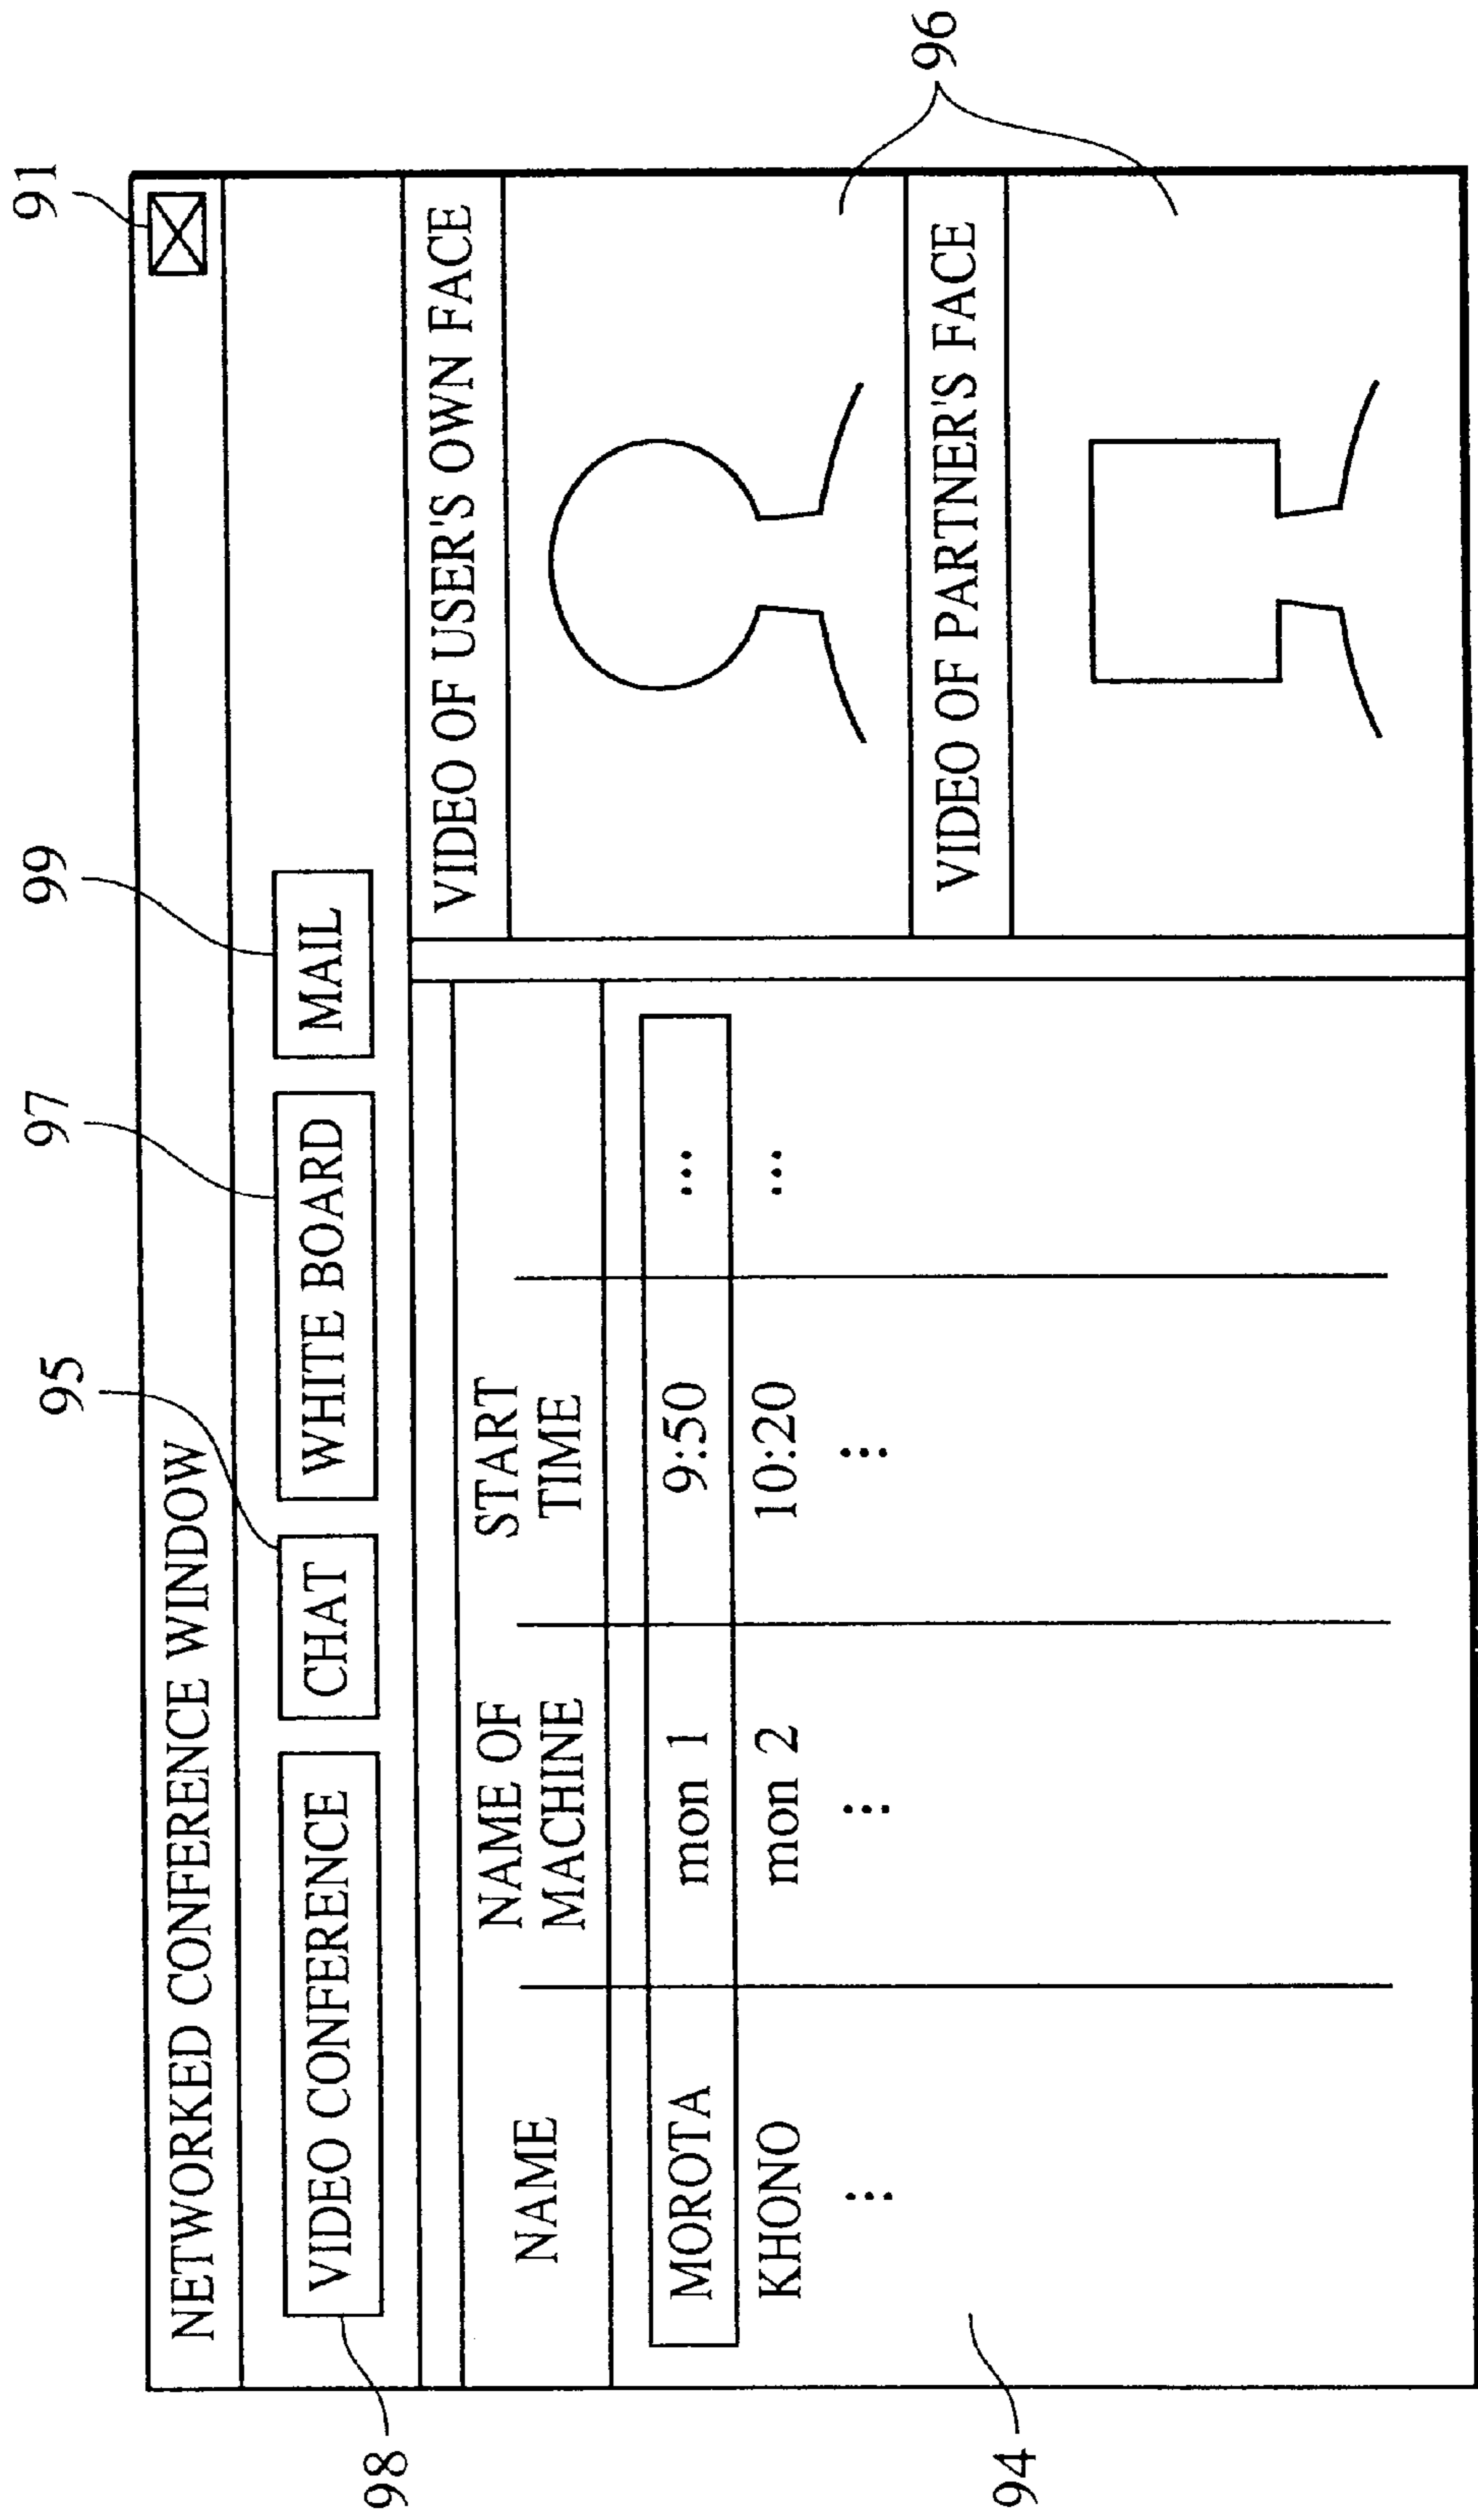 91
99
97
95
NETWORKED CONFERENCE WINDOW
98
VIDEO CONFERENCE
CHAT
WHITE BOARD
MAIL
NAME
NAME OF
MACHINE
START
TIME
MOROTA
mon 1
9:50
...
KHONO
mon 2
10:20
...
...
...
...
94
VIDEO OF USER'S OWN FACE
VIDEO OF PARTNER'S FACE
96